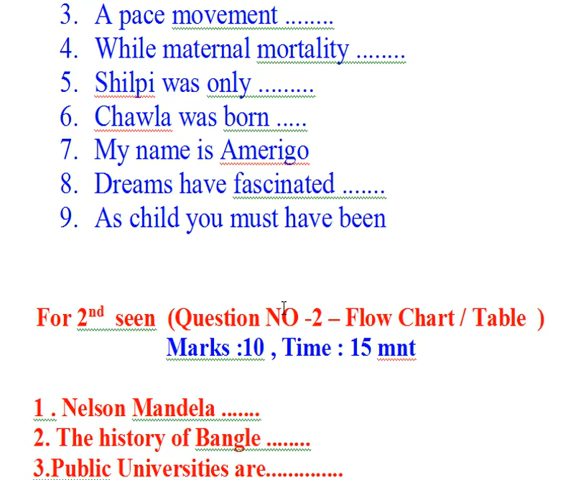 3. A pace movement ........
4. While maternal mortality ........
5. Shilpi was only .........
6. Chawla was born .....
7. My name is Amerigo
8. Dreams have fascinated .......
9. As child you must have been
For 2nd seen (Question NO -2 – Flow Chart / Table )
Marks :10 , Time : 15 mnt
1 . Nelson Mandela .......
2. The history of Bangle ........
3.Public Universities are..............